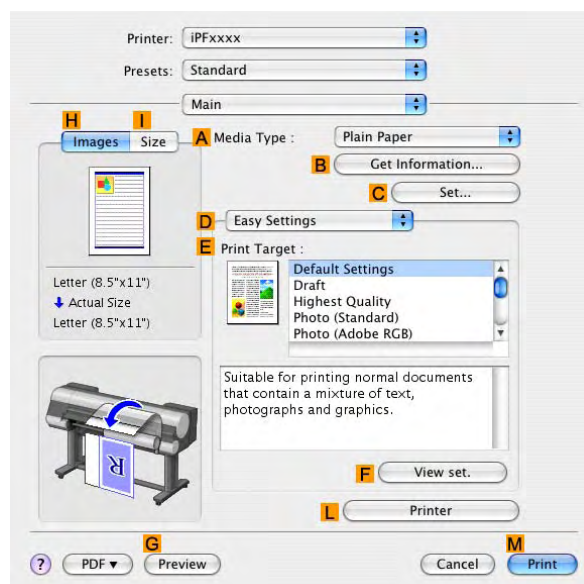 Printer: iPFxxxx
Presets: Standard
Main
H I
Images Size
A Media Type : Plain Paper
B Get Information...
C Set...
D Easy Settings
E Print Target :
Default Settings
Draft
Highest Quality
Photo (Standard)
Photo (Adobe RGB)
Letter (8.5"x11")
Actual Size
Letter (8.5"x11")
Suitable for printing normal documents
that contain a mixture of text,
photographs and graphics.
R
F View set.
L Printer
G M
? PDF Preview Cancel Print